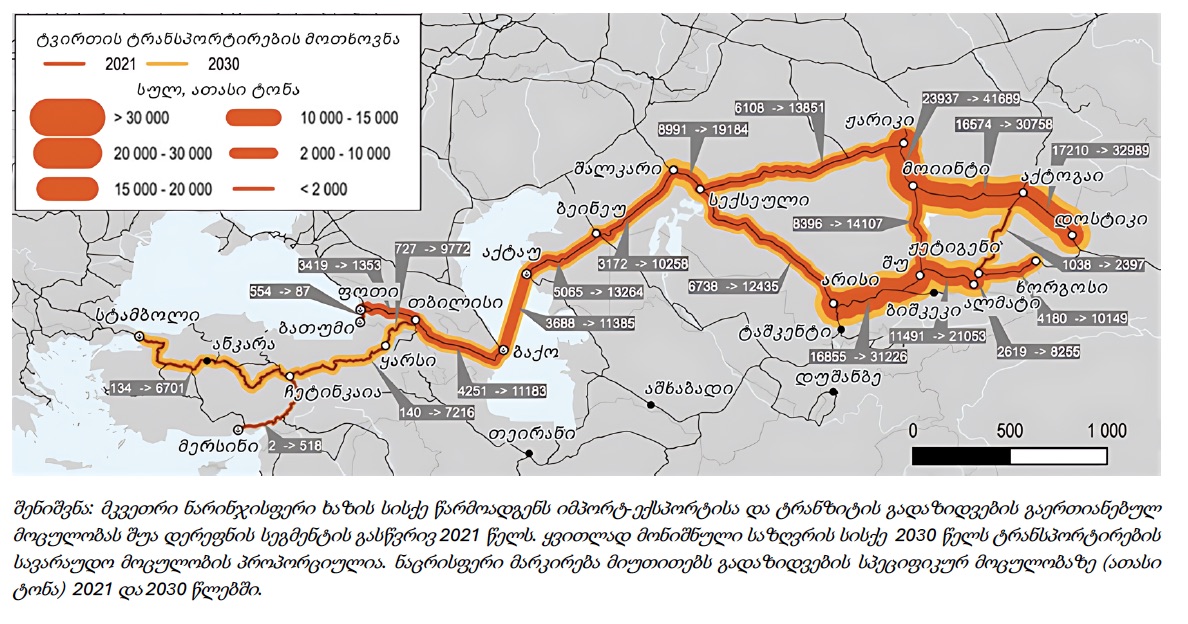 ტვირთის ტრანსპორტირების მოთხოვნა
2021 2030
სულ, ათასი ტონა
> 30 000 10 000 - 15 000
20 000 - 30 000 2 000 - 10 000
15 000 - 20 000 < 2 000
23937 -> 41689
6108 -> 13851
ჟარიკი
16574 -> 30758
8991 -> 19184
17210 -> 32989
შალკარი
მოიინტი
აქტოგაი
სექსეული
ბეინეუ
დოსტიკი
8396 -> 14107
727 -> 9772
აქტაუ
ჟეტიგენი
3419 -> 1353
3172 -> 10258
შუ
1038 -> 2397
არისი
5065 -> 13264
6738 -> 12435
ხორგოსი
554 -> 87
ფოთი
თბილისი
ალმატი
ბიშკეკი
სტამბოლი
ბათუმი
4180 -> 10149
3688 -> 11385
ტაშკენტი
11491 -> 21053
ანკარა
ბაქო
2619 -> 8255
16855 -> 31226
ყარსი
დუშანბე
134 -> 6701
ჩეტინკაია
4251 -> 11183
აშხაბადი
140 -> 7216
თეირანი
0 500 1 000
მერსინი
2 -> 518
შენიშვნა: მკვეთრი ნარინჯისფერი ხაზის სისქე წარმოადგენს იმპორტ-ექსპორტისა და ტრანზიტის გადაზიდვების გაერთიანებულ
მოცულობას შუა დერეფნის სეგმენტის გასწვრივ 2021 წელს. ყვითლად მონიშნული საზღვრის სისქე 2030 წელს ტრანსპორტირების
სავარაუდო მოცულობის პროპორციულია. ნაცრისფერი მარკირება მიუთითებს გადაზიდვების სპეციფიკურ მოცულობაზე (ათასი
ტონა) 2021 და 2030 წლებში.